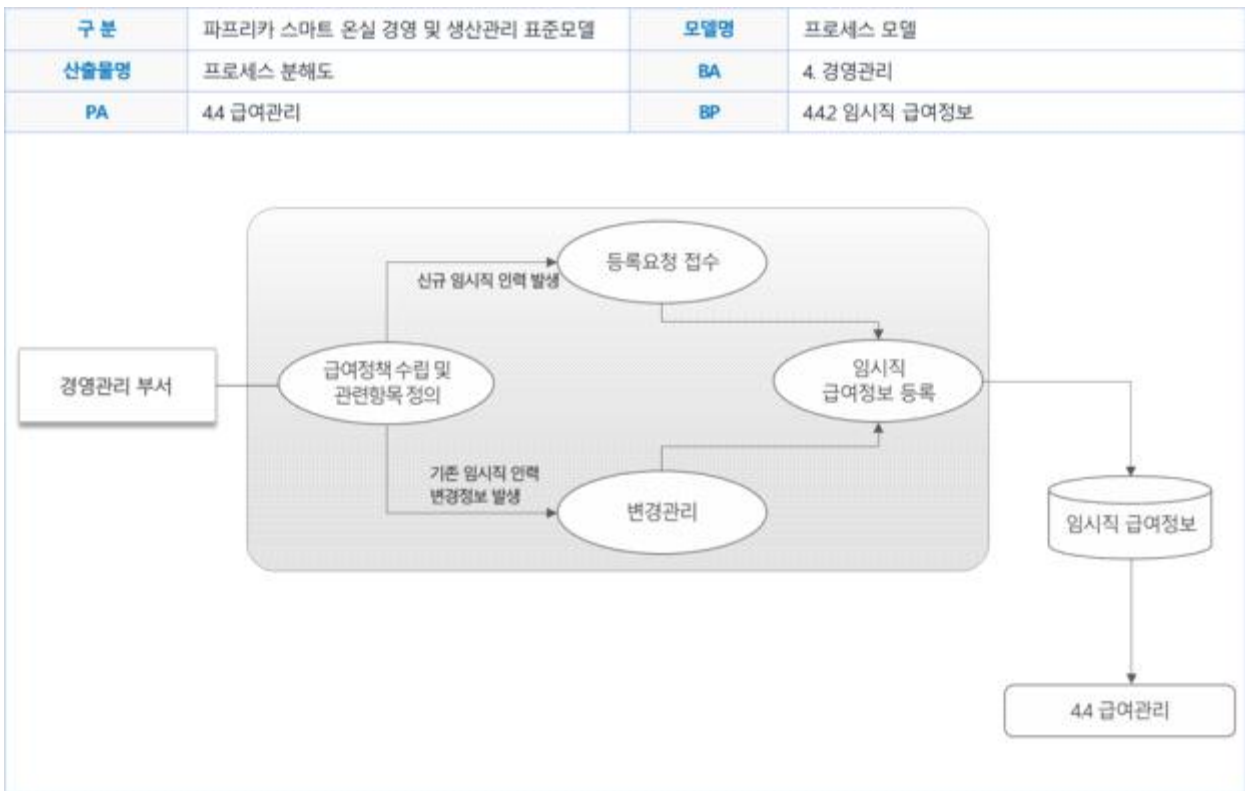 구 분 파프리카 스마트 온실 경영 및 생산관리 표준모델 모델명 프로세스 모델
산출물명 프로세스 분해도 BA 4. 경영관리
PA 4.4 급여관리 BP 4.4.2 임시직 급여정보
등록요청 접수
신규 임시직 인력 발생
경영관리 부서
급여정책 수립 및
관련항목 정의
임시직
급여정보 등록
기존 임시직 인력
변경정보 발생
변경관리
임시직 급여정보
4.4 급여관리